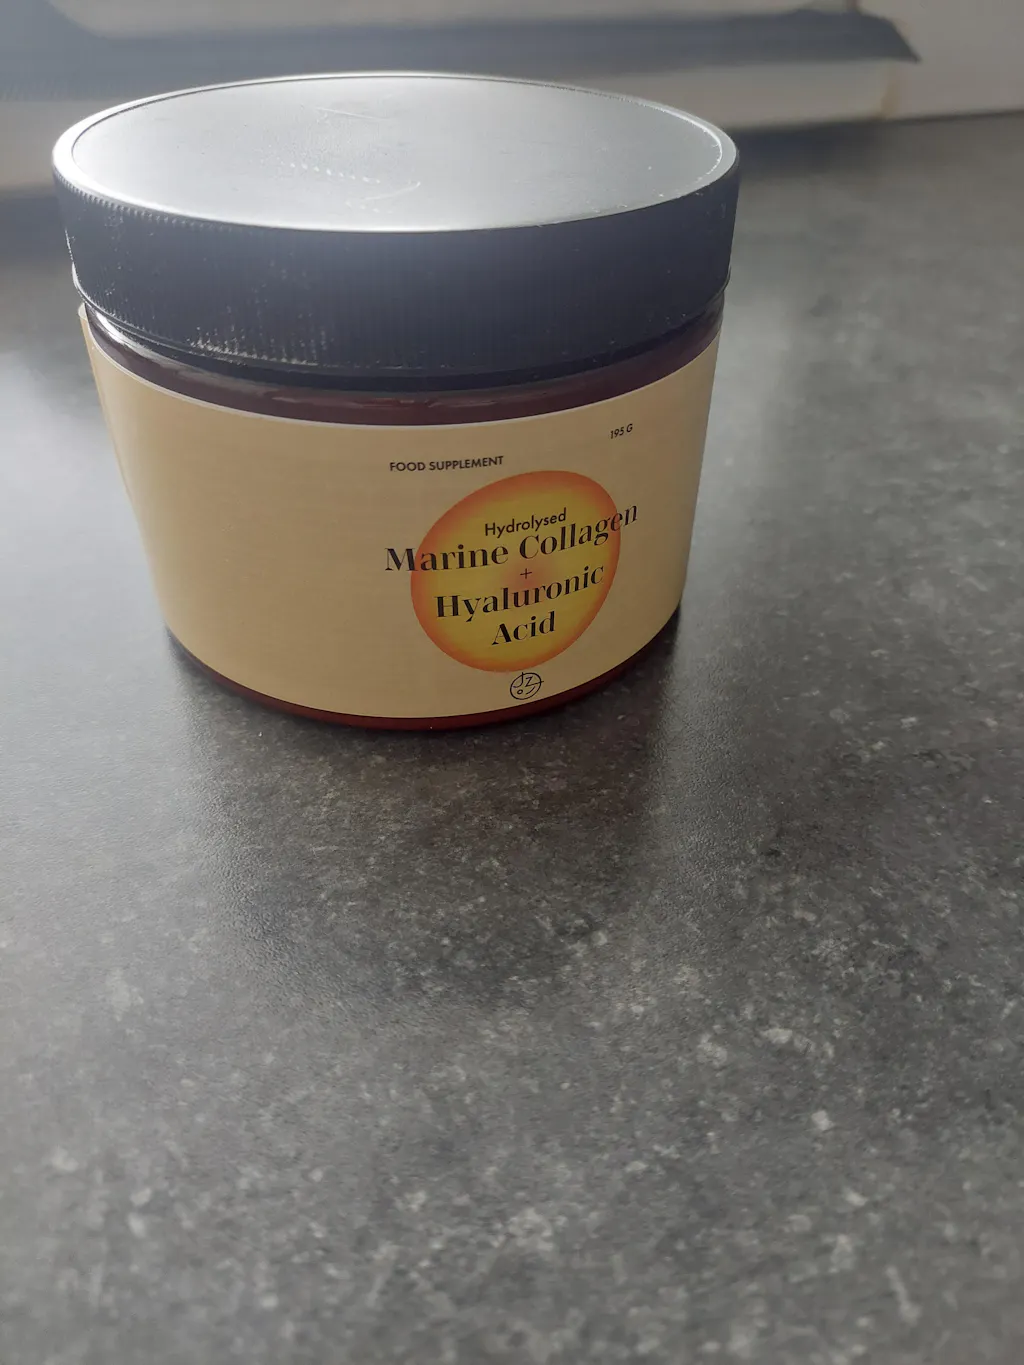 195 G
FOOD SUPPLEMENT
Hydrolysed
Marine Collagen
+
Hyaluronic
Acid